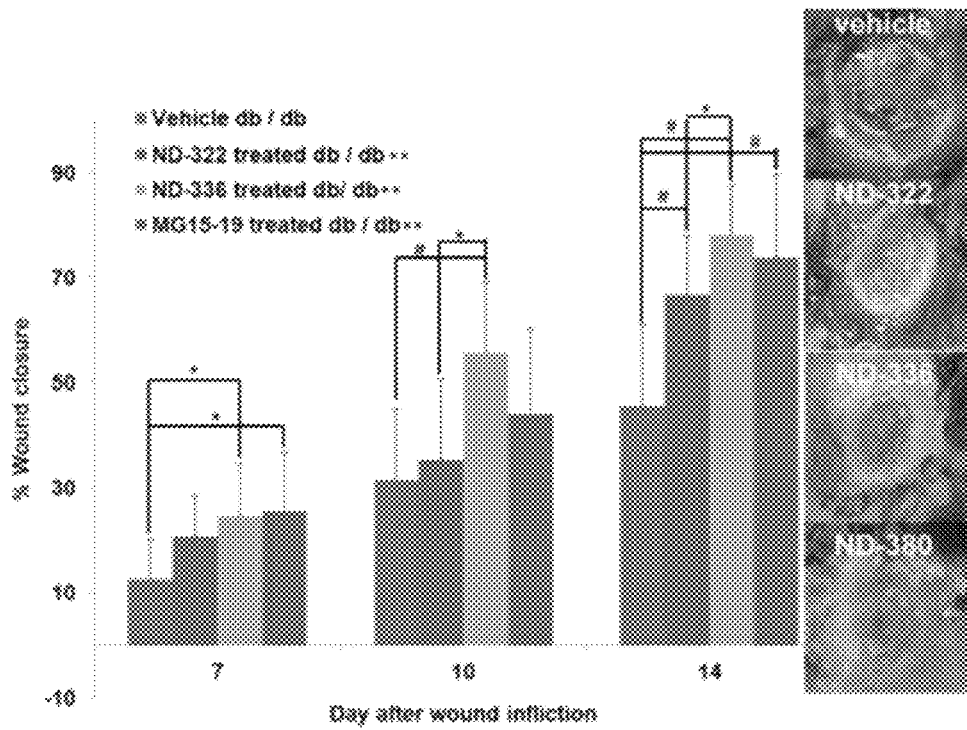 vehicle
Vehicle db / db
ND-322 treated db / db**
ND-336 treated db/ db**
MG15-19 treated db / db**
ND-322
ND-380
% Wound closure
90
70
50
30
10
-10
# *
# #
#
# *
*
*
7 10 14
Day after wound infliction